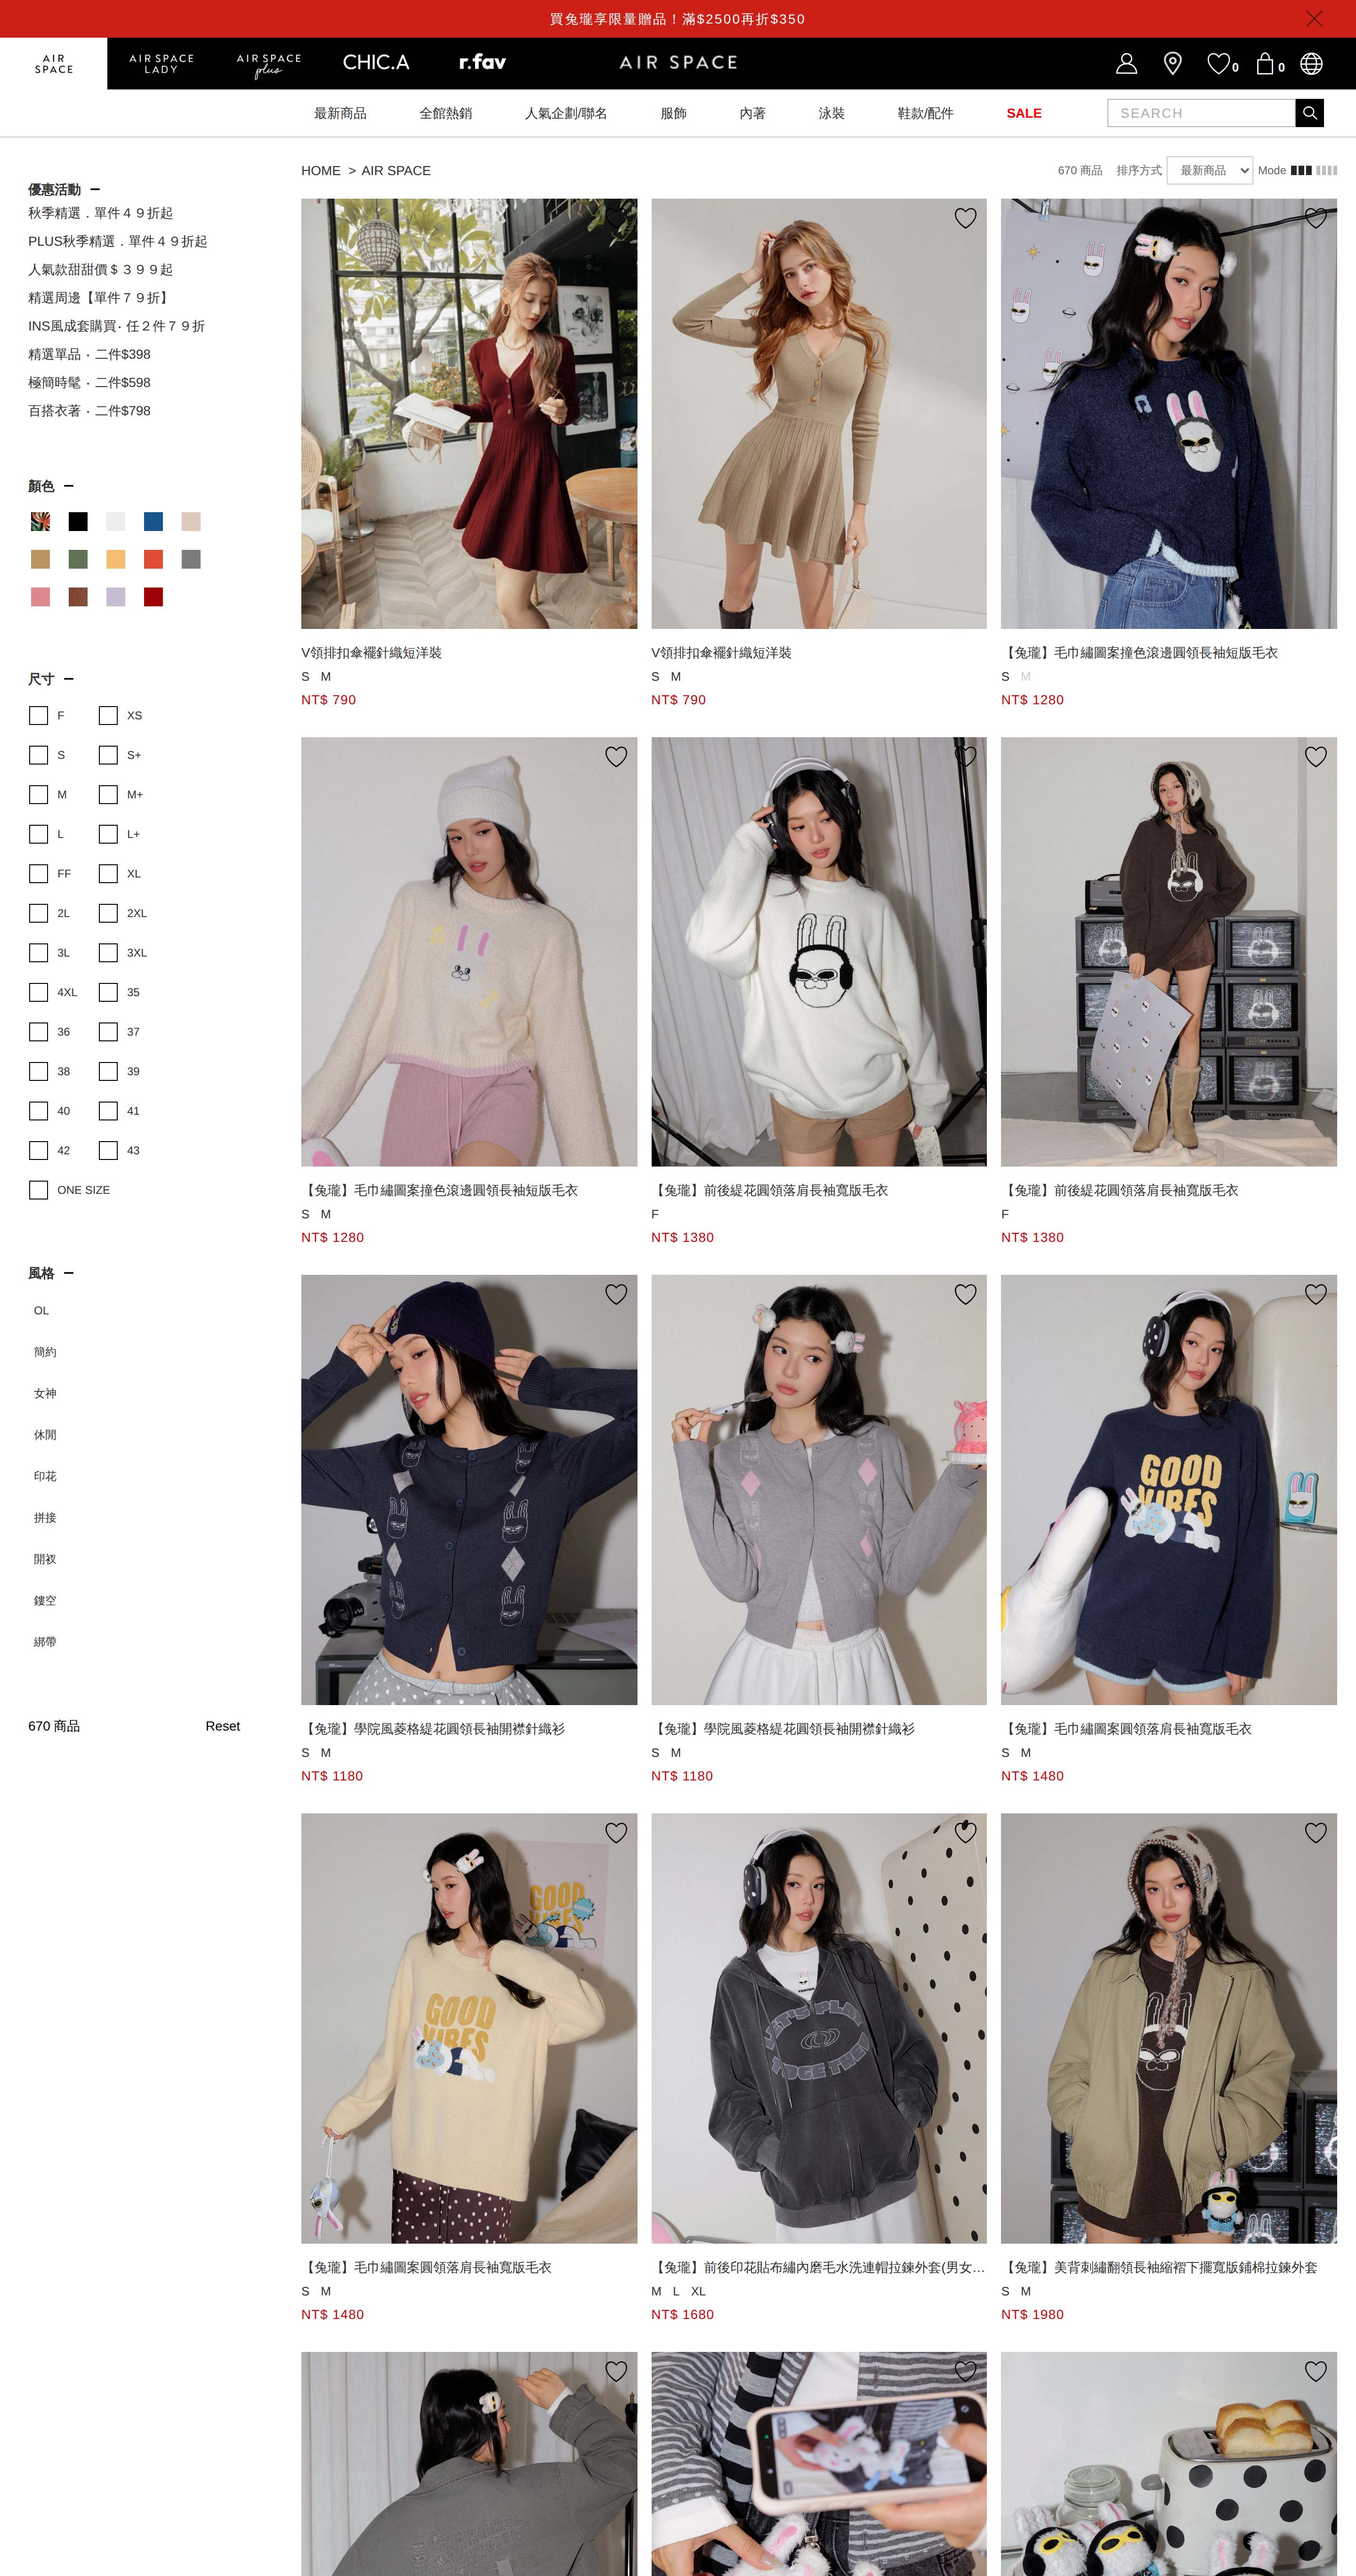 買兔瓏享限量贈品！滿$2500再折$350
AIR SPACE
AIR SPACE LADY
AIR SPACE plus
CHIC.A
r.fav
AIR SPACE
0
0
最新商品
全館熱銷
人氣企劃/聯名
服飾
內著
泳裝
鞋款/配件
SALE
SEARCH
HOME > AIR SPACE
670 商品
排序方式
最新商品
Mode
優惠活動
秋季精選．單件４９折起
PLUS秋季精選．單件４９折起
人氣款甜甜價＄３９９起
精選周邊【單件７９折】
INS風成套購買· 任２件７９折
精選單品 · 二件$398
極簡時髦 · 二件$598
百搭衣著 · 二件$798
顏色
尺寸
F XS
S S+
M M+
L L+
FF XL
2L 2XL
3L 3XL
4XL 35
36 37
38 39
40 41
42 43
ONE SIZE
風格
OL
簡約
女神
休閒
印花
拼接
開衩
鏤空
綁帶
670 商品
Reset
V領排扣傘襬針織短洋裝
S M
NT$ 790
V領排扣傘襬針織短洋裝
S M
NT$ 790
【兔瓏】毛巾繡圖案撞色滾邊圓領長袖短版毛衣
S M
NT$ 1280
【兔瓏】毛巾繡圖案撞色滾邊圓領長袖短版毛衣
S M
NT$ 1280
【兔瓏】前後緹花圓領落肩長袖寬版毛衣
F
NT$ 1380
【兔瓏】前後緹花圓領落肩長袖寬版毛衣
F
NT$ 1380
GOOD
VIBES
【兔瓏】學院風菱格緹花圓領長袖開襟針織衫
S M
NT$ 1180
【兔瓏】學院風菱格緹花圓領長袖開襟針織衫
S M
NT$ 1180
【兔瓏】毛巾繡圖案圓領落肩長袖寬版毛衣
S M
NT$ 1480
GOOD
VIBES
GOOD
VIBES
LET'S PLAY
TOGETHER
【兔瓏】毛巾繡圖案圓領落肩長袖寬版毛衣
S M
NT$ 1480
【兔瓏】前後印花貼布繡內磨毛水洗連帽拉鍊外套(男女…
M L XL
NT$ 1680
【兔瓏】美背刺繡翻領長袖縮褶下擺寬版鋪棉拉鍊外套
S M
NT$ 1980